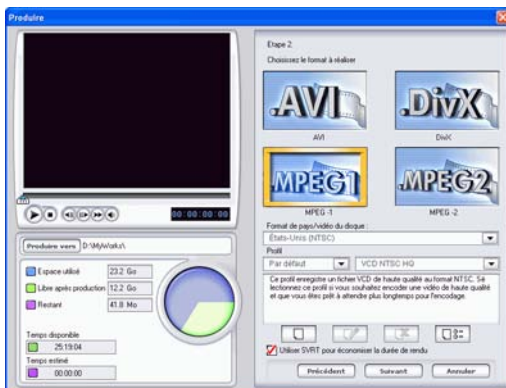 Produire
Etape 2
Choisissez le format à réaliser
.AVI
.DivX
AVI
DivX
MPEG1
MPEG2
MPEG -1
MPEG -2
00:00:00:00
Format de pays/vidéo du disque :
États-Unis (NTSC)
Profil
Par défaut
VCD NTSC HQ
Ce profil enregistre un fichier VCD de haute qualité au format NTSC. Sé
lectionnez ce profil si vous souhaitez encoder une vidéo de haute qualité
et que vous êtes prêt à attendre plus longtemps pour l'encodage.
Utiliser SVRT pour économiser la durée de rendu
Précédent
Suivant
Annuler
Produire vers
D:\MyWorks\
Espace utilisé
23.2 Go
Libre après production
12.2 Go
Restant
41.8 Mo
Temps disponible
25:19:04
Temps estimé
00:00:00